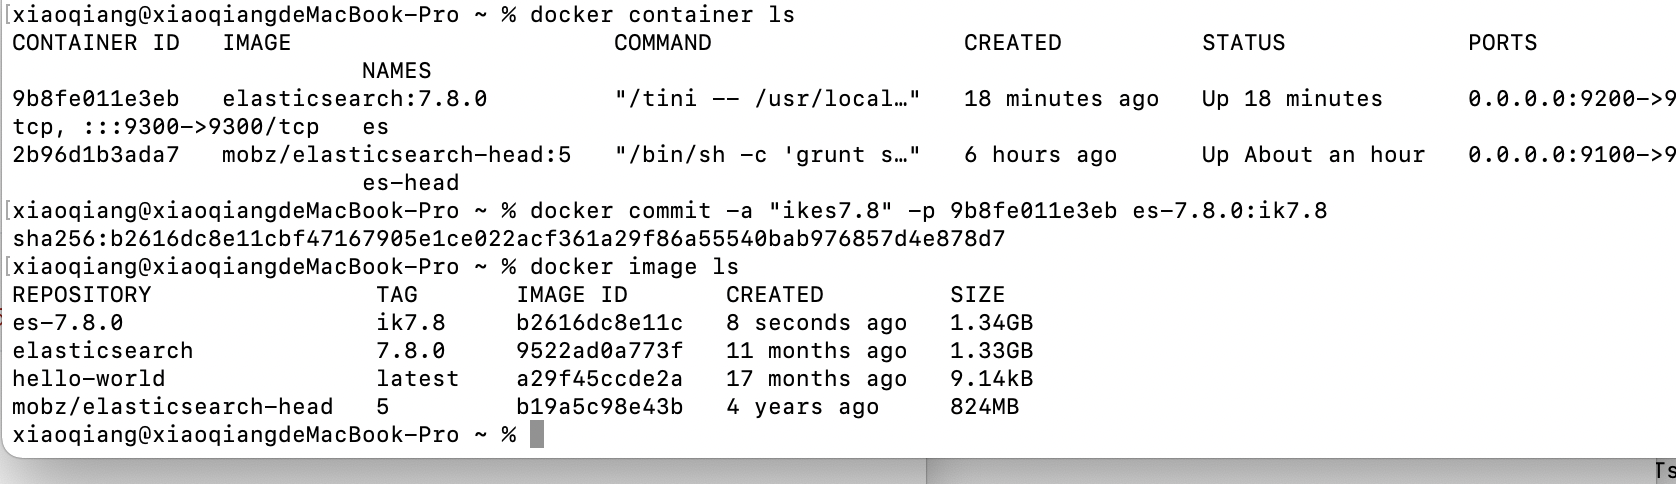 [xiaoqiang@xiaoqiangdeMacBook-Pro ~ % docker container ls
CONTAINER ID   IMAGE                       COMMAND                  CREATED          STATUS             PORTS
                         NAMES
9b8fe011e3eb   elasticsearch:7.8.0         "/tini -- /usr/local…"   18 minutes ago   Up 18 minutes      0.0.0.0:9200->9
tcp, :::9300->9300/tcp   es
2b96d1b3ada7   mobz/elasticsearch-head:5   "/bin/sh -c 'grunt s…"   6 hours ago      Up About an hour   0.0.0.0:9100->9
                         es-head
[xiaoqiang@xiaoqiangdeMacBook-Pro ~ % docker commit -a "ikes7.8" -p 9b8fe011e3eb es-7.8.0:ik7.8
sha256:b2616dc8e11cbf47167905e1ce022acf361a29f86a55540bab976857d4e878d7
[xiaoqiang@xiaoqiangdeMacBook-Pro ~ % docker image ls
REPOSITORY                TAG       IMAGE ID       CREATED         SIZE
es-7.8.0                  ik7.8     b2616dc8e11c   8 seconds ago   1.34GB
elasticsearch             7.8.0     9522ad0a773f   11 months ago   1.33GB
hello-world               latest    a29f45ccde2a   17 months ago   9.14kB
mobz/elasticsearch-head   5         b19a5c98e43b   4 years ago     824MB
xiaoqiang@xiaoqiangdeMacBook-Pro ~ %
Ts